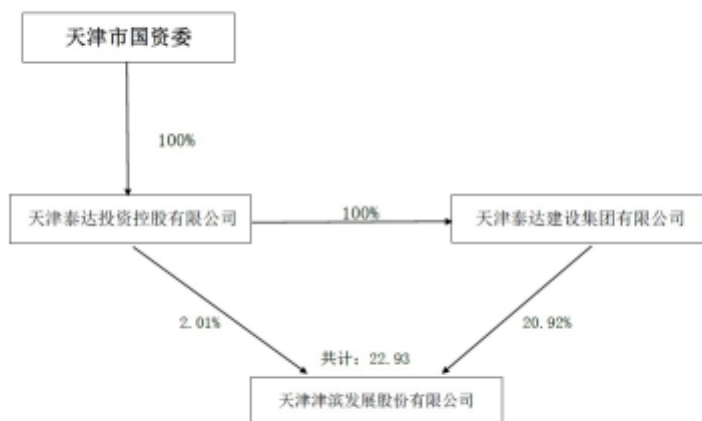 天津市国资委
100%
天津泰达投资控股有限公司
100%
天津泰达建设集团有限公司
2.01%
20.92%
共计：22.93
天津津滨发展股份有限公司